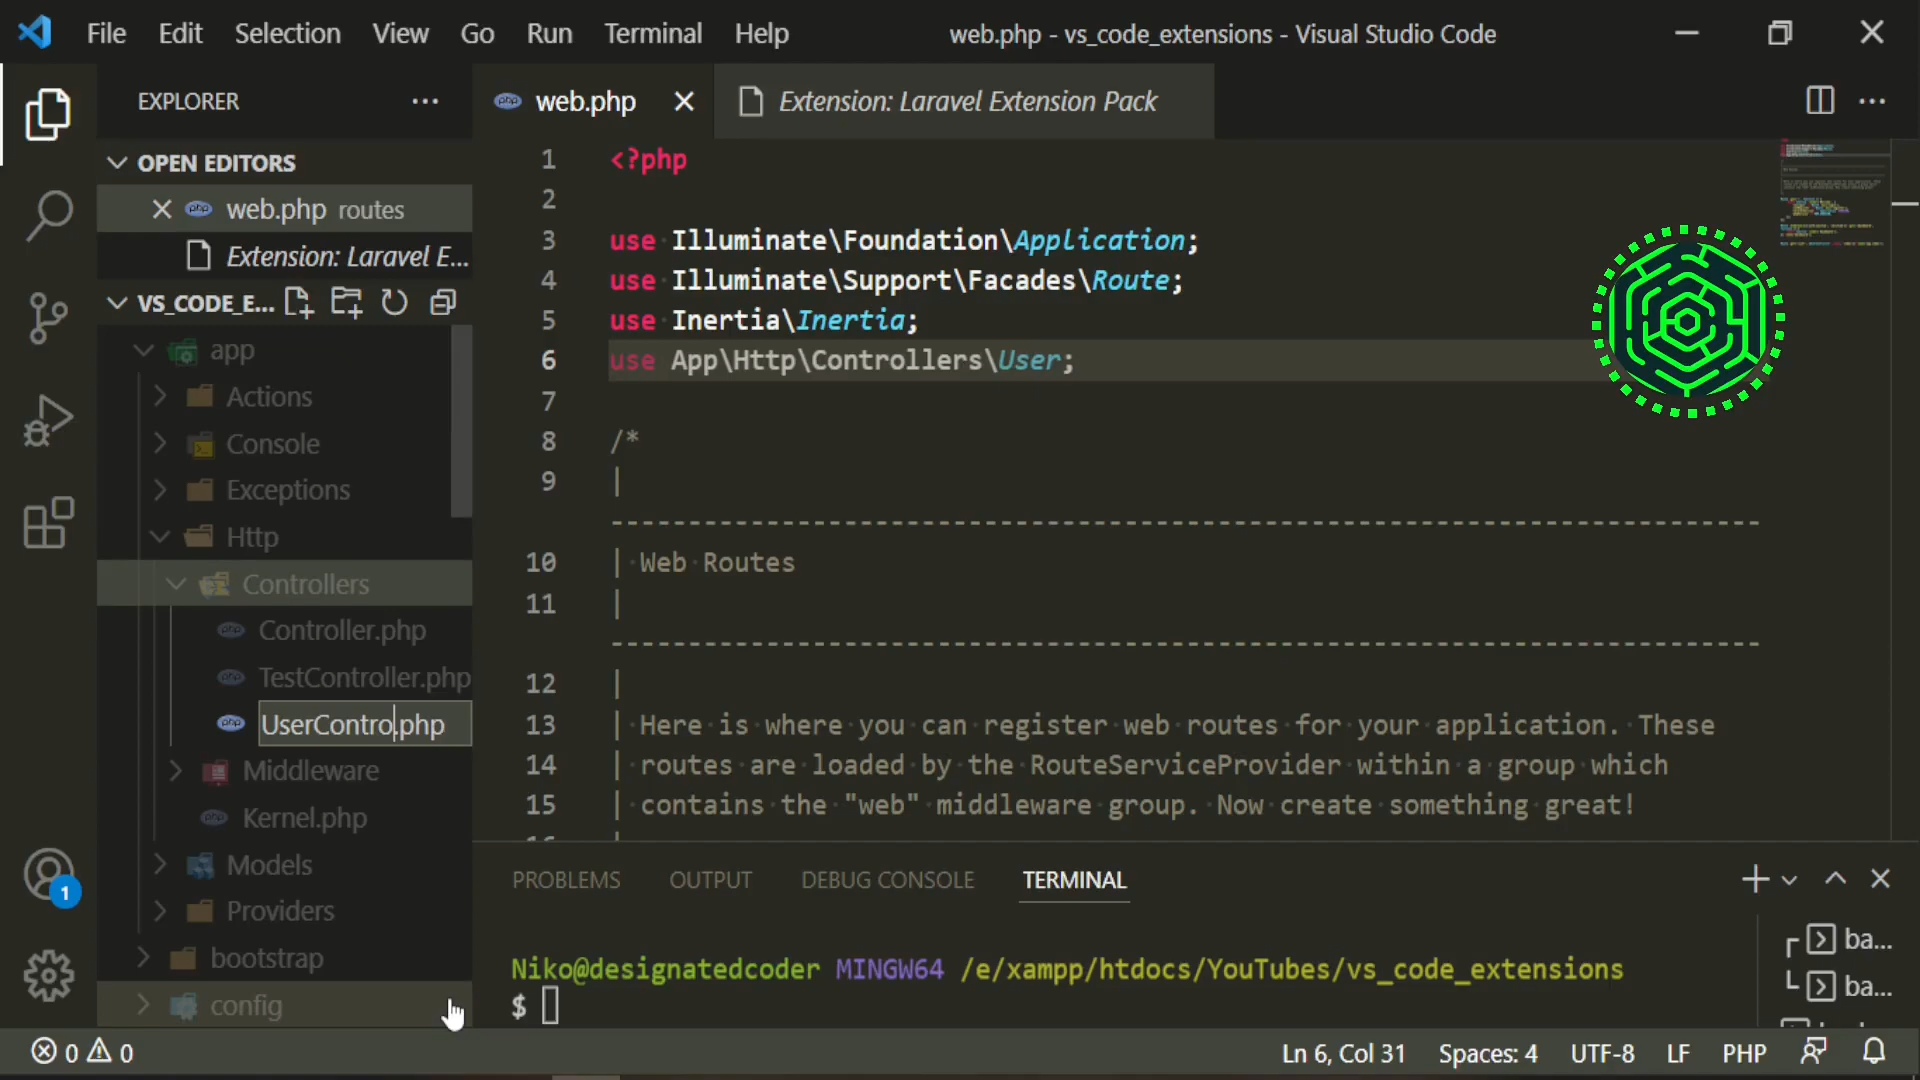 File Edit Selection View Go Run Terminal Help
web.php - vs_code_extensions - Visual Studio Code
EXPLORER
OPEN EDITORS
web.php routes
Extension: Laravel E...
VS_CODE_E...
app
Actions
Console
Exceptions
Http
Controllers
php Controller.php
php TestController.php
php UserContro.php
Middleware
php Kernel.php
Models
Providers
bootstrap
config
1
php web.php
Extension: Laravel Extension Pack
1 <?php
2
3 use Illuminate\Foundation\Application;
4 use Illuminate\Support\Facades\Route;
5 use Inertia\Inertia;
6 use App\Http\Controllers\User;
7
8 /*
9 |
--------------------------------------------------------------------------
10 | Web Routes
11 |
--------------------------------------------------------------------------
12 |
13 | Here is where you can register web routes for your application. These
14 | routes are loaded by the RouteServiceProvider within a group which
15 | contains the "web" middleware group. Now create something great!
PROBLEMS OUTPUT DEBUG CONSOLE TERMINAL
Niko@designatedcoder MINGW64 /e/xampp/htdocs/YouTubes/vs_code_extensions
$
ba...
ba...
0 0
Ln 6, Col 31 Spaces: 4 UTF-8 LF PHP